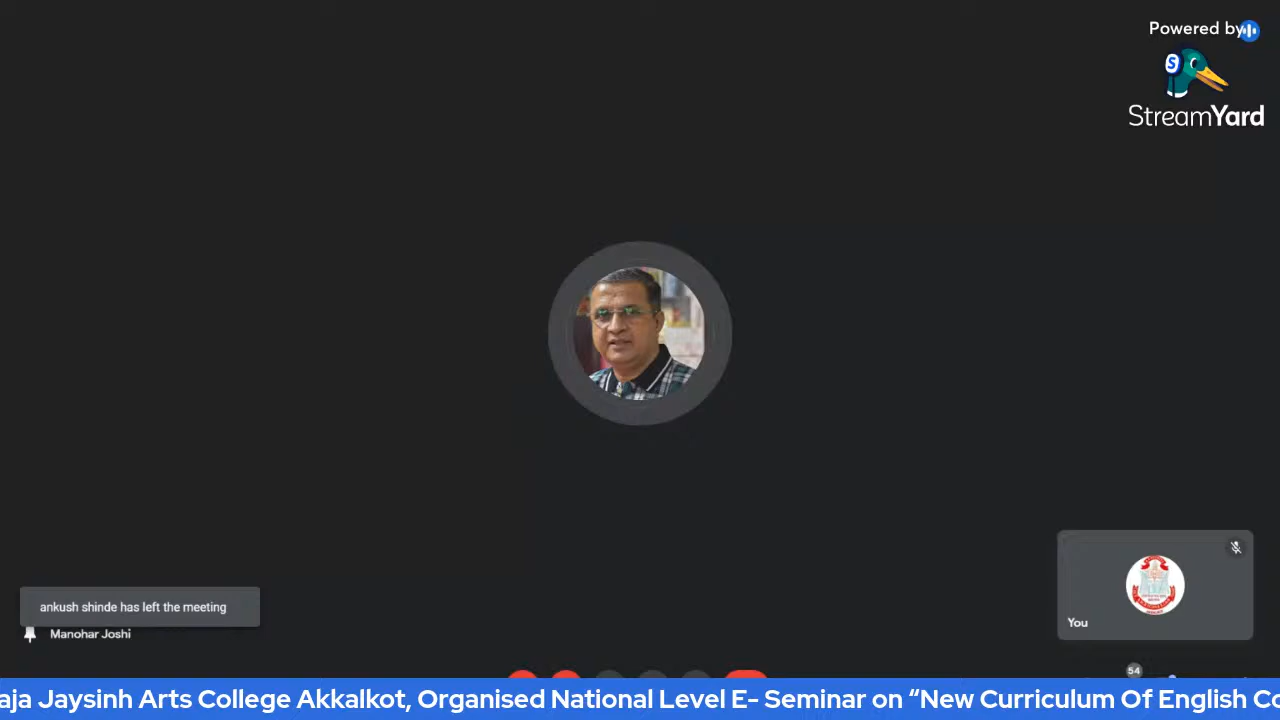 Powered by
S
StreamYard
ankush shinde has left the meeting
Manohar Joshi
You
54
aja Jaysinh Arts College Akkalkot, Organised National Level E- Seminar on “New Curriculum Of English Co